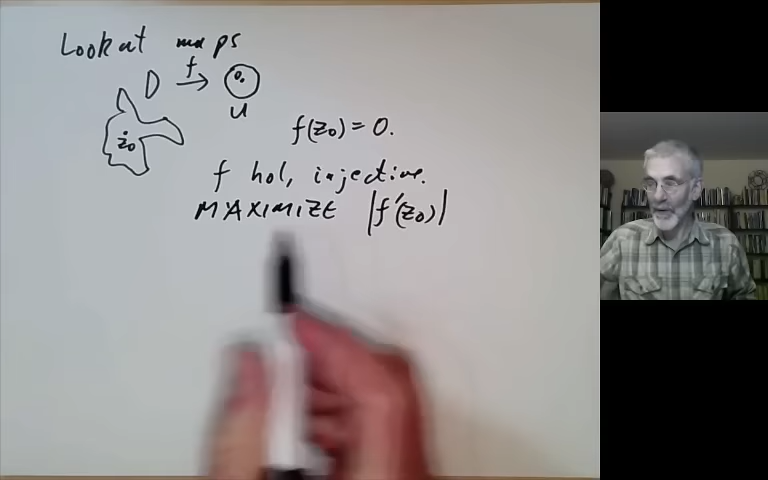 Look at maps
D f → 0. U
z₀
f(z₀) = 0.
f hol, injective.
MAXIMIZE |f'(z₀)|